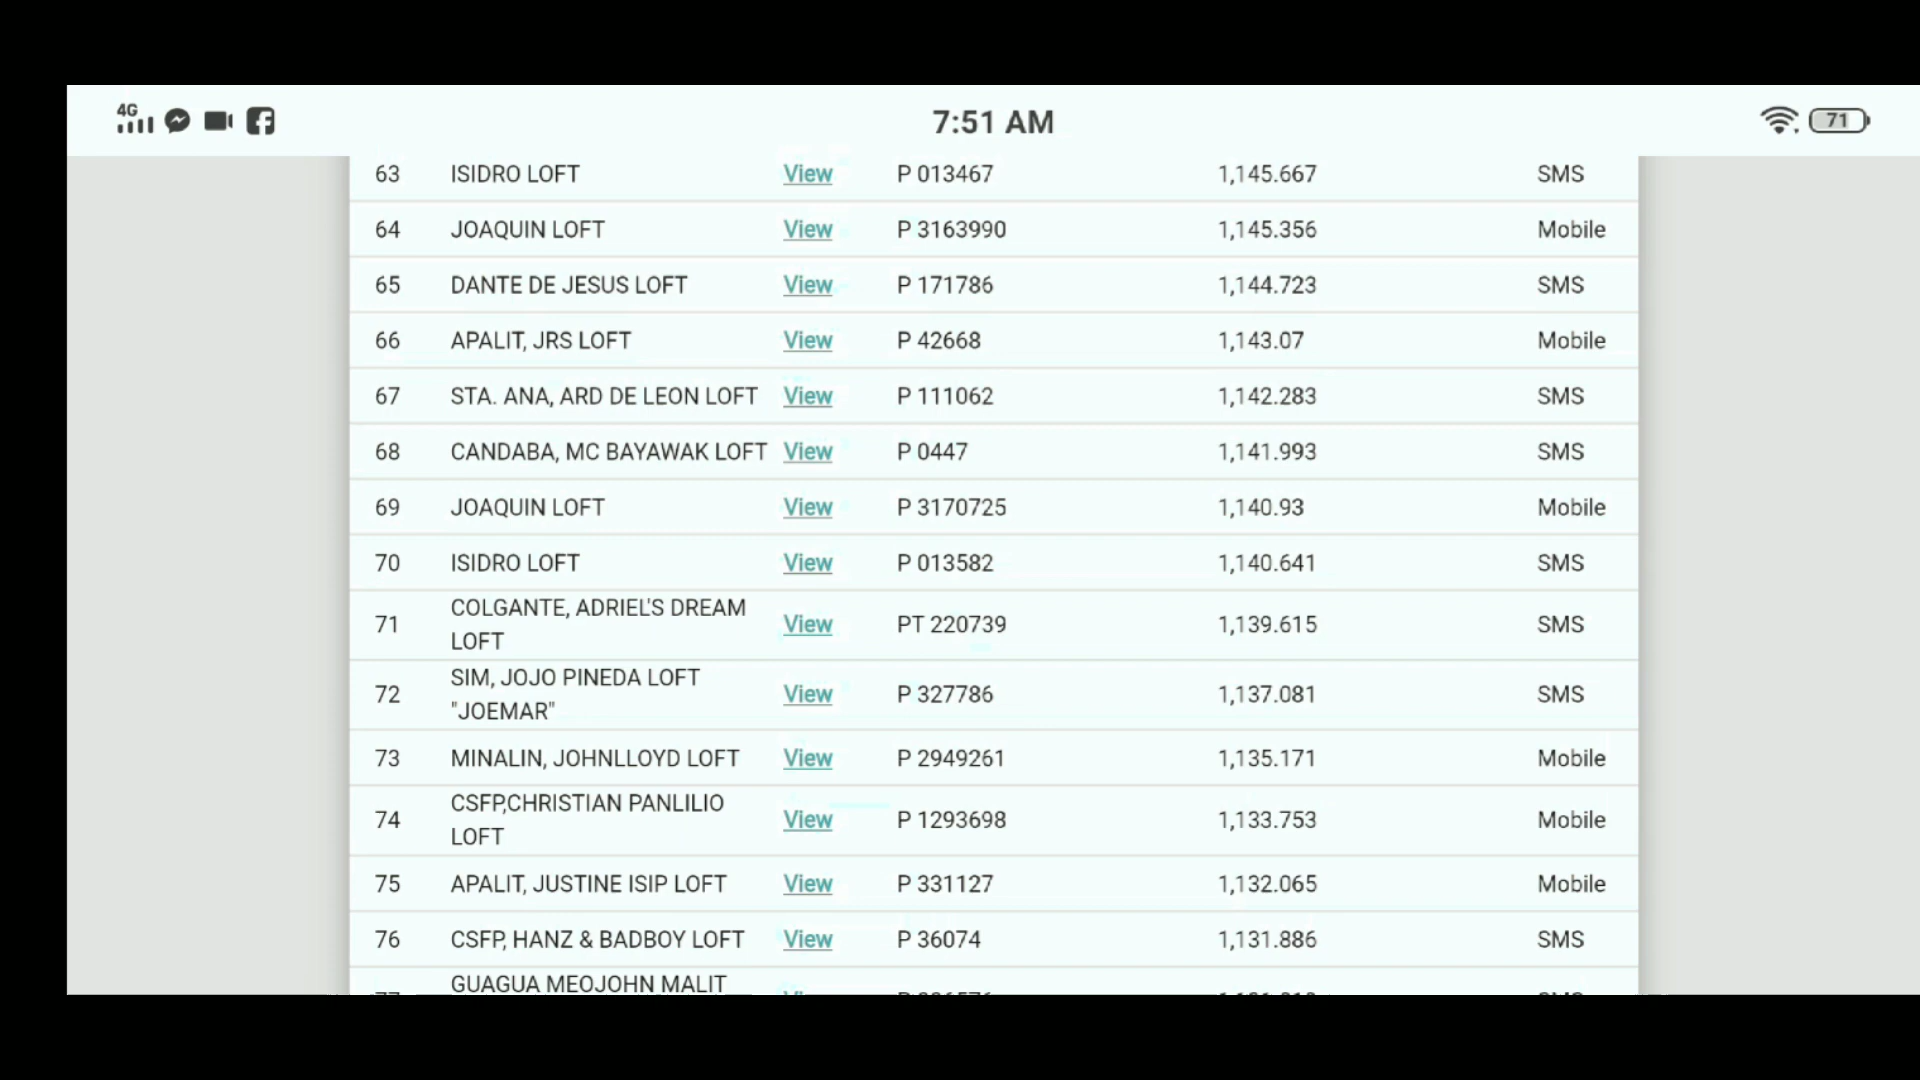 4G 7:51 AM 71
63 ISIDRO LOFT View P 013467 1,145.667 SMS
64 JOAQUIN LOFT View P 3163990 1,145.356 Mobile
65 DANTE DE JESUS LOFT View P 171786 1,144.723 SMS
66 APALIT, JRS LOFT View P 42668 1,143.07 Mobile
67 STA. ANA, ARD DE LEON LOFT View P 111062 1,142.283 SMS
68 CANDABA, MC BAYAWAK LOFT View P 0447 1,141.993 SMS
69 JOAQUIN LOFT View P 3170725 1,140.93 Mobile
70 ISIDRO LOFT View P 013582 1,140.641 SMS
COLGANTE, ADRIEL'S DREAM
71 LOFT View PT 220739 1,139.615 SMS
SIM, JOJO PINEDA LOFT
72 "JOEMAR" View P 327786 1,137.081 SMS
73 MINALIN, JOHNLLOYD LOFT View P 2949261 1,135.171 Mobile
CSFP,CHRISTIAN PANLILIO
74 LOFT View P 1293698 1,133.753 Mobile
75 APALIT, JUSTINE ISIP LOFT View P 331127 1,132.065 Mobile
76 CSFP, HANZ & BADBOY LOFT View P 36074 1,131.886 SMS
GUAGUA MEOJOHN MALIT